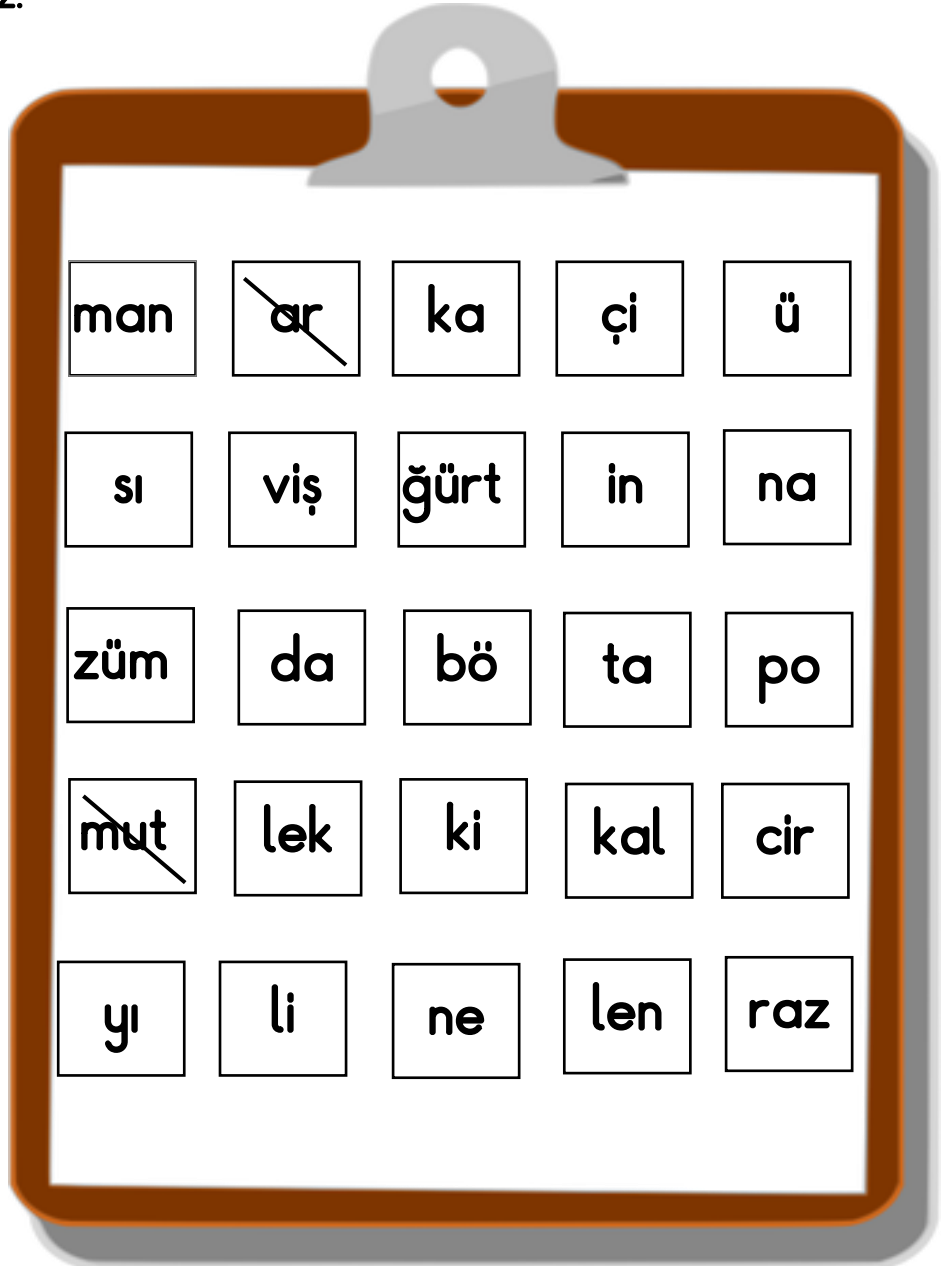 z.
man ar ka çi ü
sı viş ğürt in na
züm da bö ta po
mut lek ki kal cir
yı li ne len raz